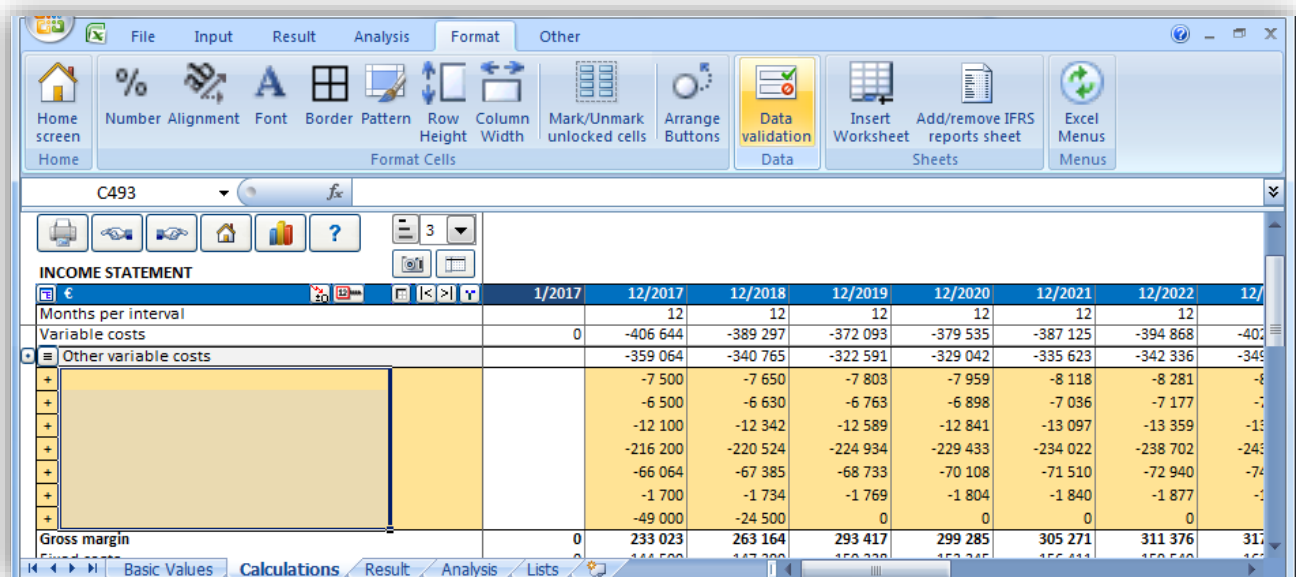 File Input Result Analysis Format Other
% A
Home screen Number Alignment Font Border Pattern Row Height Column Width Mark/Unmark unlocked cells Arrange Buttons Data validation Insert Worksheet Add/remove IFRS reports sheet Excel Menus
Home Format Cells Data Sheets Menus
C493 fx
? 3
INCOME STATEMENT
€ 1/2017 12/2017 12/2018 12/2019 12/2020 12/2021 12/2022 12/
Months per interval 12 12 12 12 12 12
Variable costs 0 -406 644 -389 297 -372 093 -379 535 -387 125 -394 868
Other variable costs -359 064 -340 765 -322 591 -329 042 -335 623 -342 336
+ -7 500 -7 650 -7 803 -7 959 -8 118 -8 281
+ -6 500 -6 630 -6 763 -6 898 -7 036 -7 177
+ -12 100 -12 342 -12 589 -12 841 -13 097 -13 359
+ -216 200 -220 524 -224 934 -229 433 -234 022 -238 702
+ -66 064 -67 385 -68 733 -70 108 -71 510 -72 940
+ -1 700 -1 734 -1 769 -1 804 -1 840 -1 877
+ -49 000 -24 500 0 0 0 0
Gross margin 0 233 023 263 164 293 417 299 285 305 271 311 376
Basic Values Calculations Result Analysis Lists